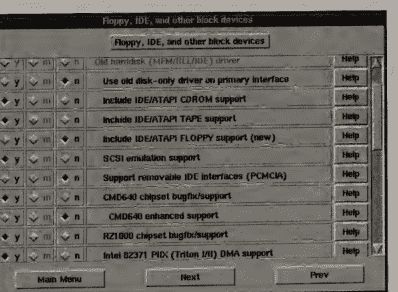 Floppy, IDE, and other block devices
Floppy, IDE, and other block devices
y m n Old harddisk (MFM/RLL/IDE) driver Help
y m n Use old disk-only driver on primary interface Help
y m n Include IDE/ATAPI CDROM support Help
y m n Include IDE/ATAPI TAPE support Help
y m n Include IDE/ATAPI FLOPPY support (new) Help
y m n SCSI emulation support Help
y m n Support removable IDE interfaces (PCMCIA) Help
y m n CMD640 chipset bugfix/support Help
y m n CMD640 enhanced support Help
y m n RZ1000 chipset bugfix/support Help
y m n Intel 82371 PIIX (Triton I/II) DMA support Help
Main Menu Next Prev